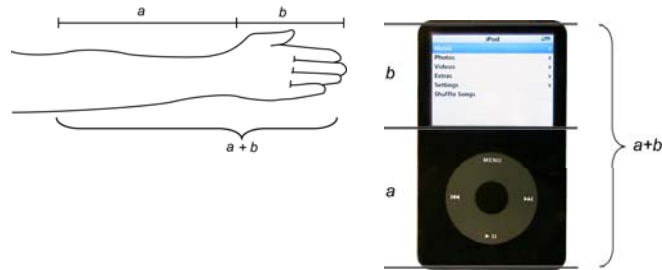 a
b
a + b
b
a
a+b
iPod
Music
Photos
Videos
Extras
Settings
Shuffle Songs
MENU